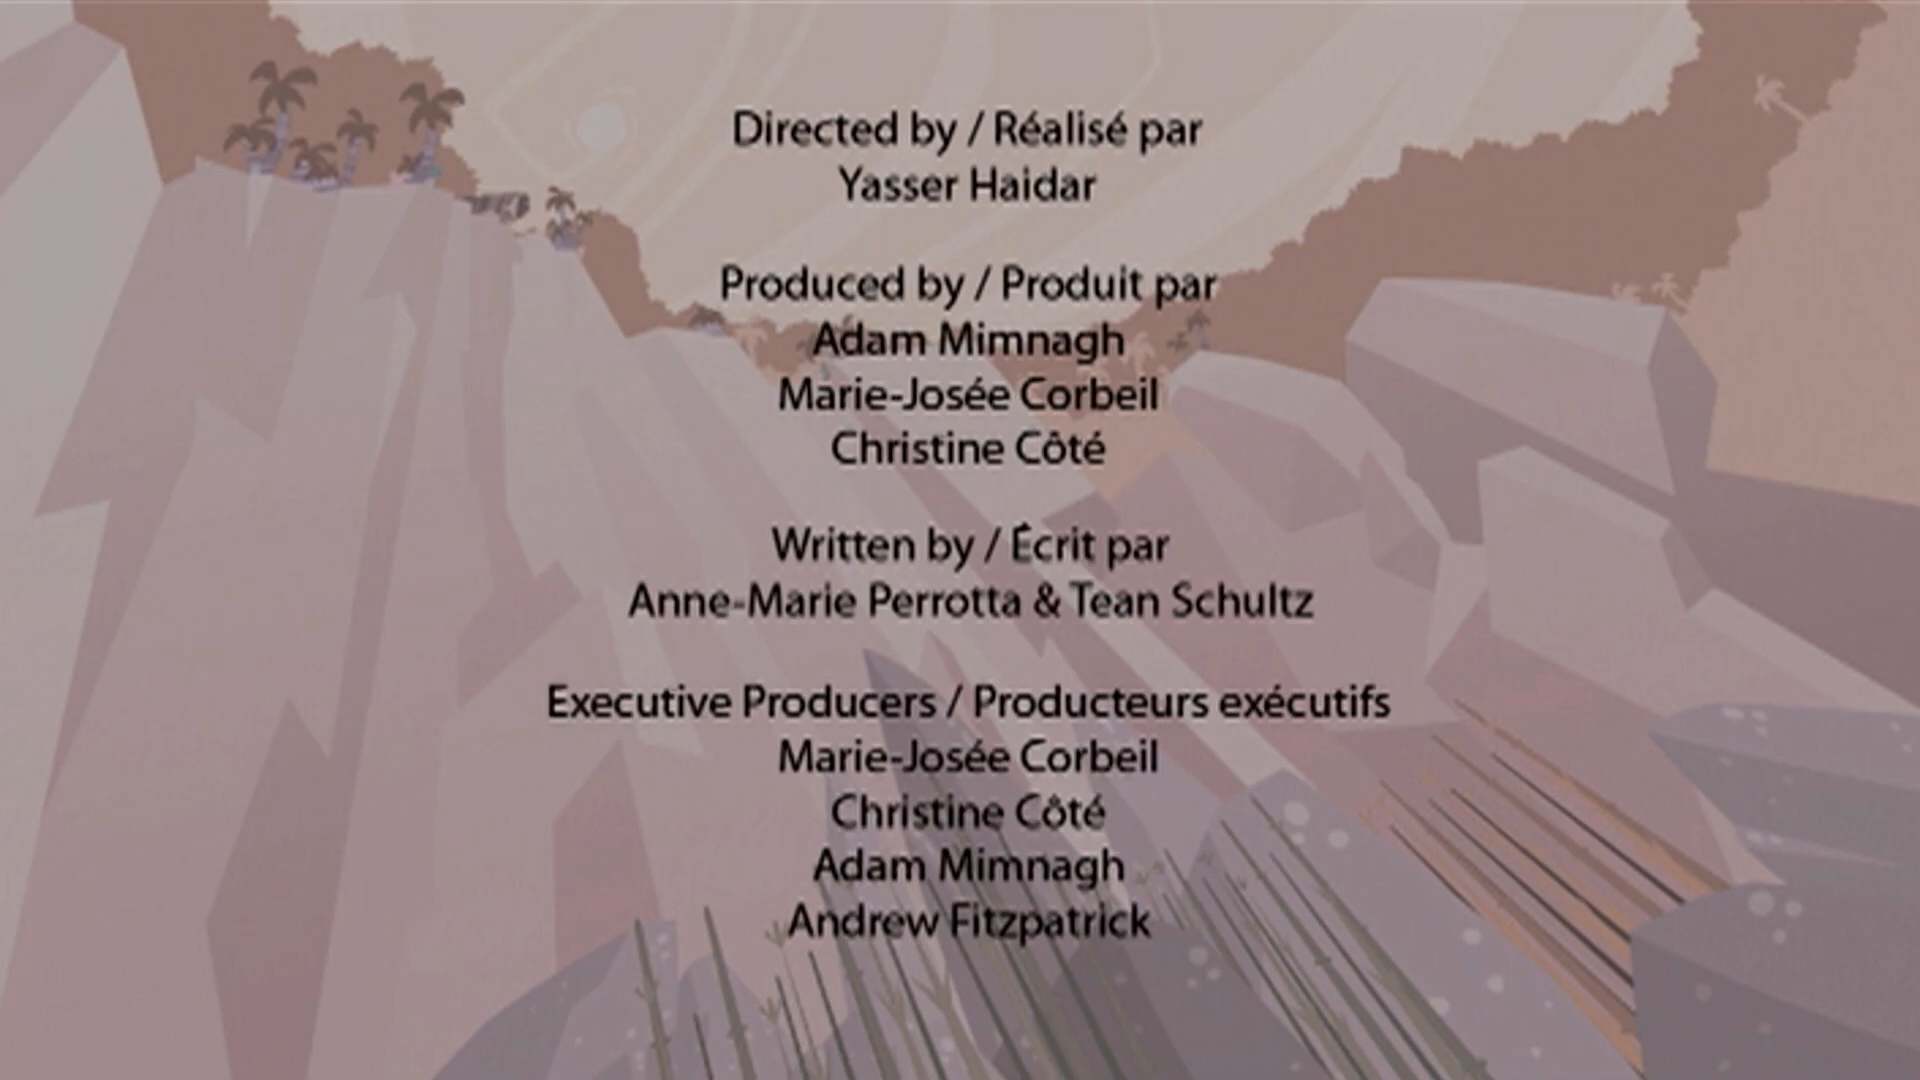 Directed by / Réalisé par
Yasser Haidar
Produced by / Produit par
Adam Mimnagh
Marie-Josée Corbeil
Christine Côté
Written by / Écrit par
Anne-Marie Perrotta & Tean Schultz
Executive Producers / Producteurs exécutifs
Marie-Josée Corbeil
Christine Côté
Adam Mimnagh
Andrew Fitzpatrick